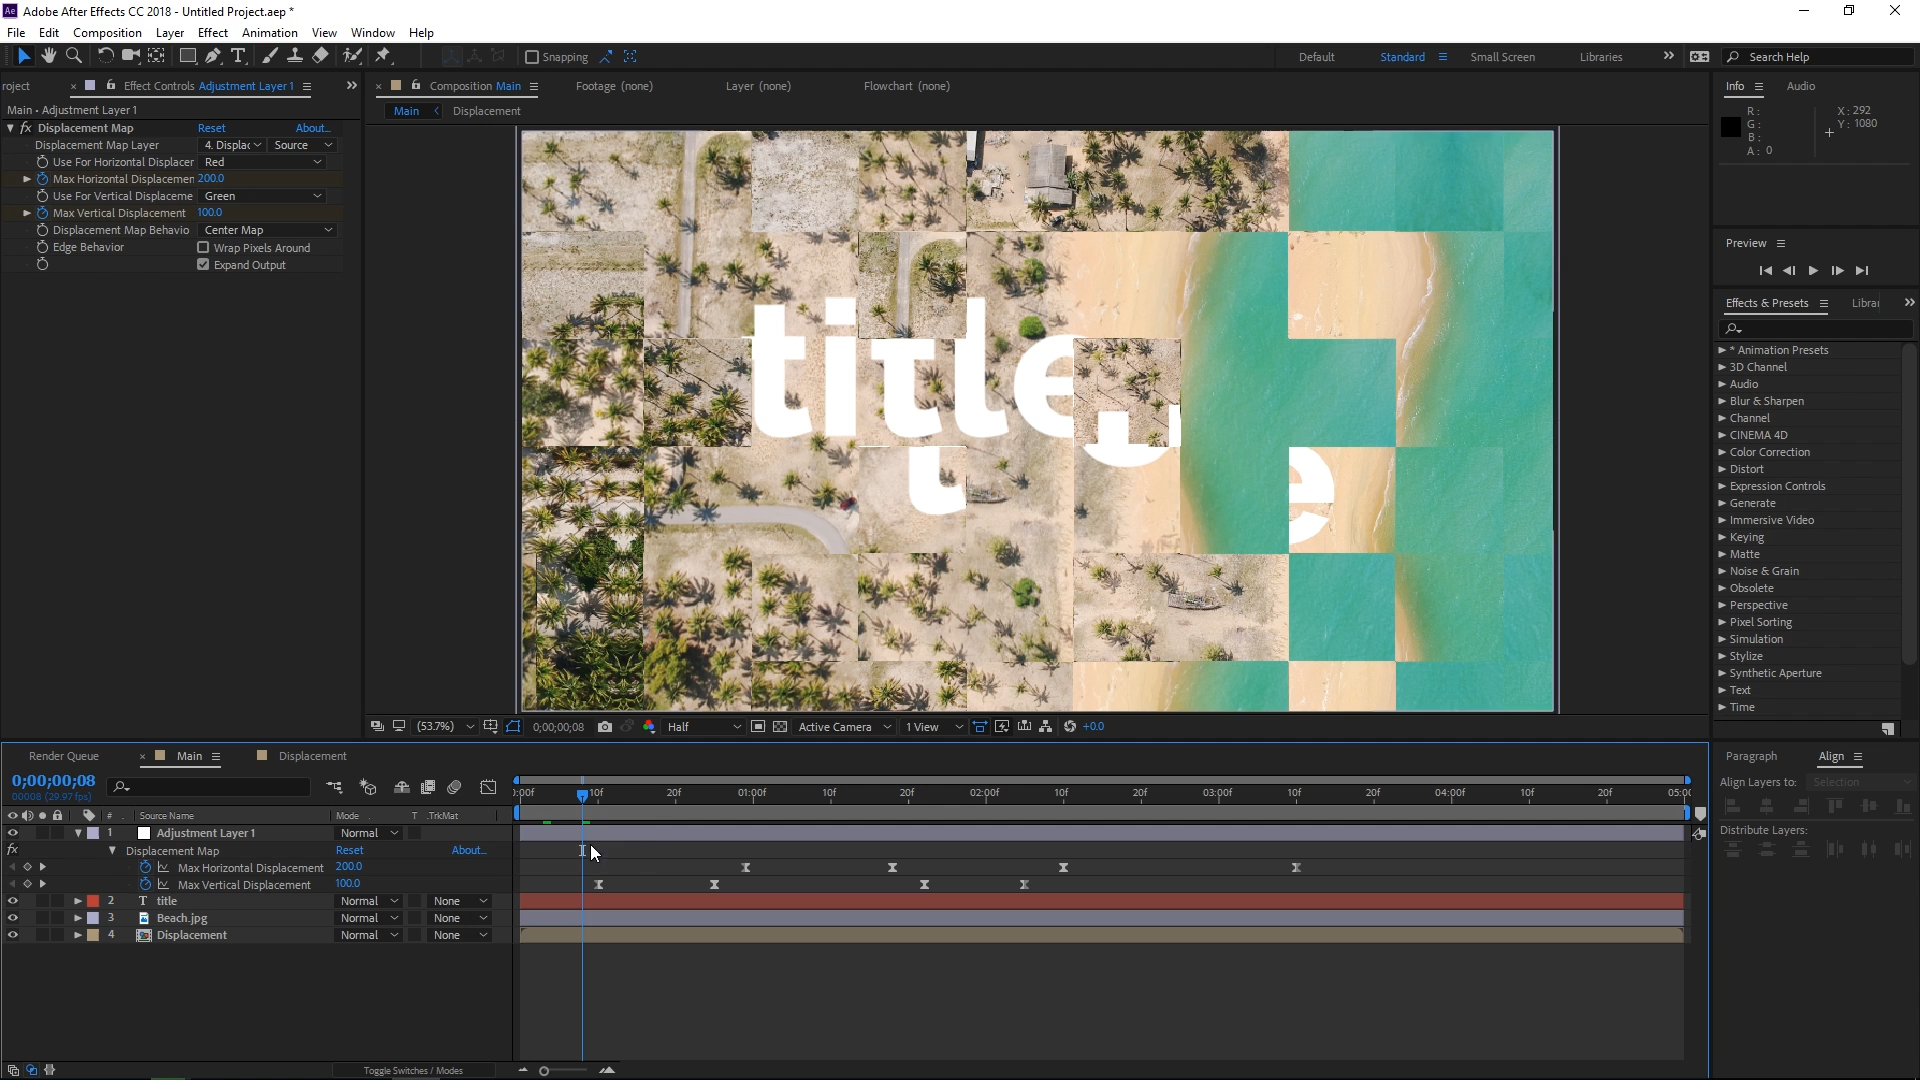 Adobe After Effects CC 2018 - Untitled Project.aep *
File Edit Composition Layer Effect Animation View Window Help
Snapping Default Standard Small Screen Libraries Search Help
roject Effect Controls Adjustment Layer 1
Composition Main Footage (none) Layer (none) Flowchart (none)
Main • Adjustment Layer 1
Main Displacement
fx Displacement Map Reset About...
Displacement Map Layer 4. Displac Source
Use For Horizontal Displacer Red
Max Horizontal Displacemen 200.0
Use For Vertical Displaceme Green
Max Vertical Displacement 100.0
Displacement Map Behavio Center Map
Edge Behavior Wrap Pixels Around
Expand Output
title
e
(53.7%) 0;00;00;08 Half Active Camera 1 View +0.0
Info Audio
R: X: 292
G: Y: 1080
B:
A: 0
Preview
Effects & Presets Librar
* Animation Presets
3D Channel
Audio
Blur & Sharpen
Channel
CINEMA 4D
Color Correction
Distort
Expression Controls
Generate
Immersive Video
Keying
Matte
Noise & Grain
Obsolete
Perspective
Pixel Sorting
Simulation
Stylize
Synthetic Aperture
Text
Time
Render Queue Main Displacement
0;00;00;08
00008 (29.97 fps)
:00f 10f 20f 01:00f 10f 20f 02:00f 10f 20f 03:00f 10f 20f 04:00f 10f 20f 05:00
# Source Name Mode T .TrkMat
1 Adjustment Layer 1 Normal
fx Displacement Map Reset About...
Max Horizontal Displacement 200.0
Max Vertical Displacement 100.0
2 T title Normal None
3 Beach.jpg Normal None
4 Displacement Normal None
Toggle Switches / Modes
Paragraph Align
Align Layers to: Selection
Distribute Layers: